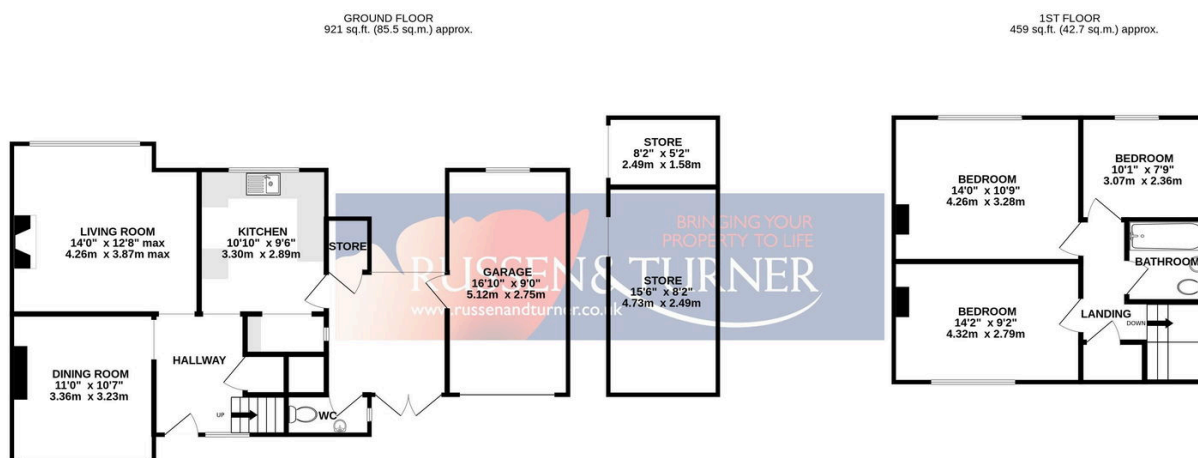 GROUND FLOOR
921 sq.ft. (85.5 sq.m.) approx.
1ST FLOOR
459 sq.ft. (42.7 sq.m.) approx.
LIVING ROOM
14'0" x 12'8" max
4.26m x 3.87m max
KITCHEN
10'10" x 9'6"
3.30m x 2.89m
STORE
GARAGE
16'10" x 9'0"
5.12m x 2.75m
STORE
8'2" x 5'2"
2.49m x 1.58m
STORE
15'6" x 8'2"
4.73m x 2.49m
DINING ROOM
11'0" x 10'7"
3.36m x 3.23m
HALLWAY
UP
WC
BRINGING YOUR
PROPERTY TO LIFE
RUSSEN & TURNER
www.russenandturner.co.uk
BEDROOM
14'0" x 10'9"
4.26m x 3.28m
BEDROOM
10'1" x 7'9"
3.07m x 2.36m
BATHROOM
BEDROOM
14'2" x 9'2"
4.32m x 2.79m
LANDING
DOWN